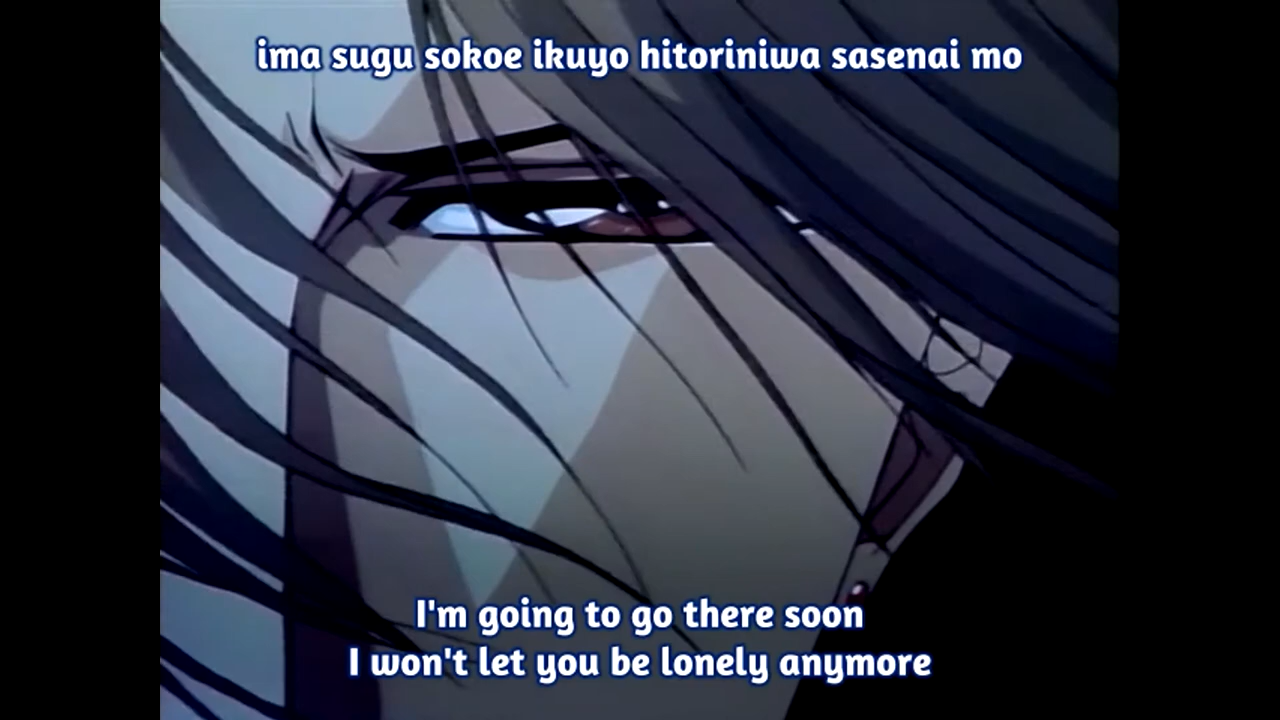 ima sugu sokoe ikuyo hitoriniwa sasenai mo
I'm going to go there soon
I won't let you be lonely anymore